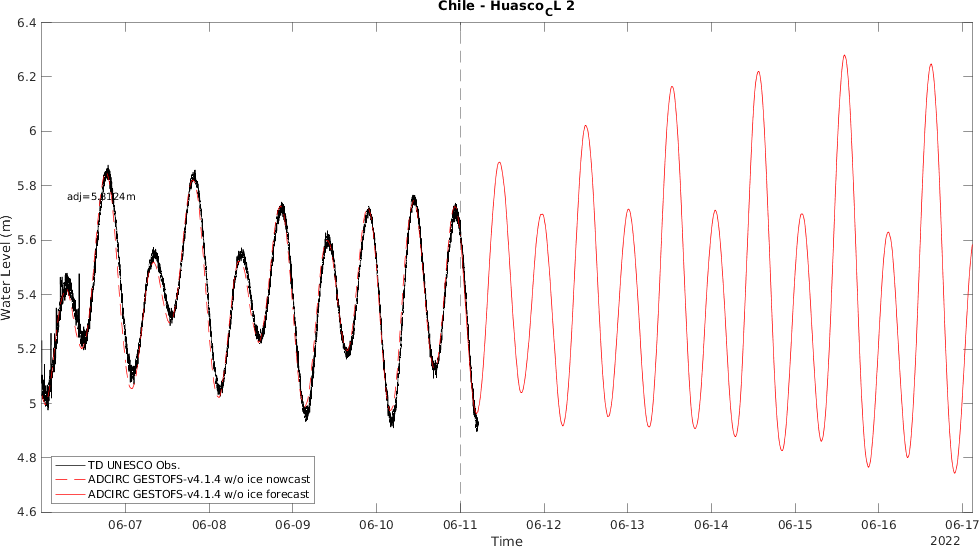 Chile - Huasco_CL 2
6.4
6.2
6
5.8
5.6
5.4
5.2
5
4.8
4.6
Water Level (m)
TD UNESCO Obs.
ADCIRC GESTOFS-v4.1.4 w/o ice nowcast
ADCIRC GESTOFS-v4.1.4 w/o ice forecast
06-07 06-08 06-09 06-10 06-11 06-12 06-13 06-14 06-15 06-16 06-17
Time
2022